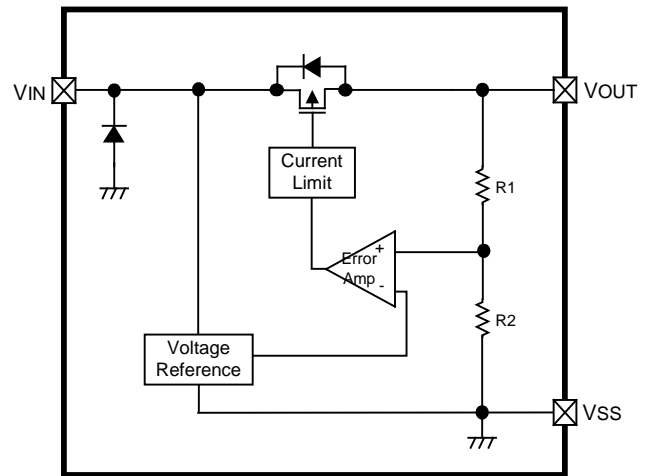 VIN
VOUT
Current
Limit
R1
Error
Amp
+
-
R2
Voltage
Reference
VSS